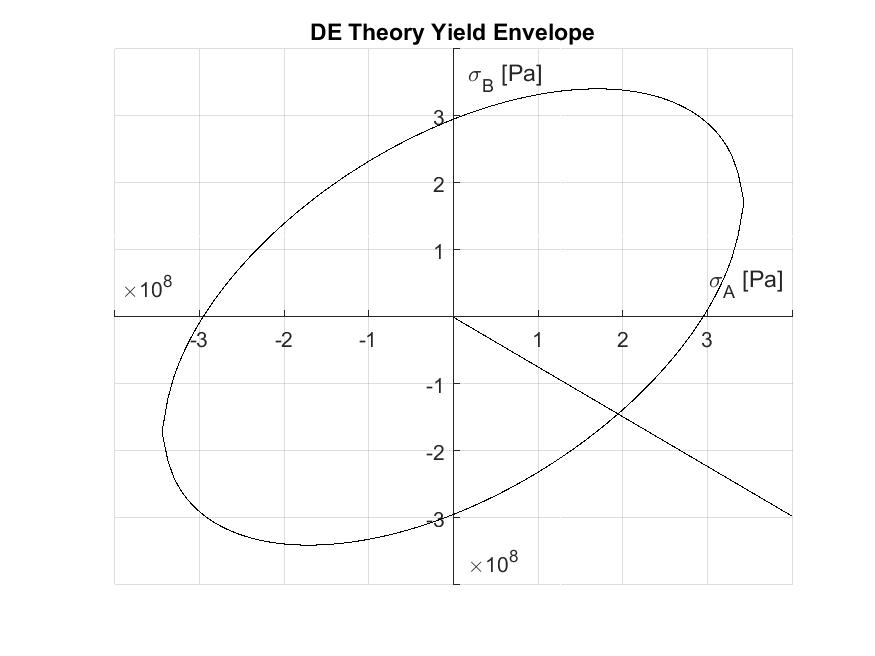 DE Theory Yield Envelope
σB [Pa]
3
2
1
×10^8
σA [Pa]
-3 -2 -1 1 2 3
-1
-2
-3
×10^8